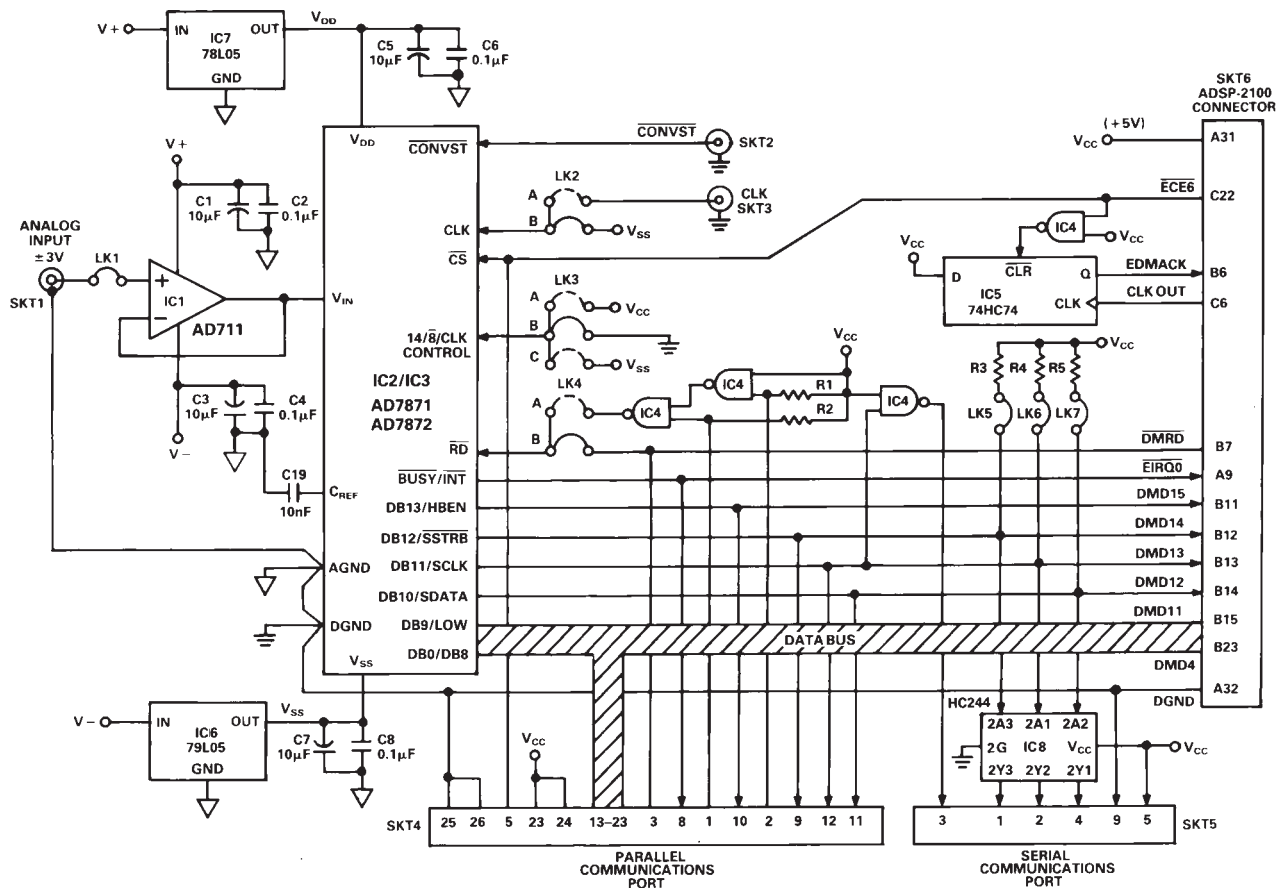 V+
IN
OUT
IC7
78L05
GND
VDD
C5
10µF
C6
0.1µF
V+
C1
10µF
C2
0.1µF
ANALOG
INPUT
±3V
SKT1
LK1
+
IC1
−
AD711
C3
10µF
C4
0.1µF
V−
C19
10nF
VDD
CONVST
CLK
CS
VIN
14/8/CLK
CONTROL
IC2/IC3
AD7871
AD7872
RD
BUSY/INT
CREF
DB13/HBEN
DB12/SSTRB
DB11/SCLK
AGND
DB10/SDATA
DGND
DB9/LOW
DB0/DB8
VSS
CONVST
SKT2
LK2
A
B
VSS
CLK
SKT3
LK3
A
VCC
B
C
VSS
LK4
A
B
IC4
IC4
R1
R2
VCC
IC4
SKT6
ADSP-2100
CONNECTOR
(+5V)
VCC
A31
ECE6
C22
IC4
VCC
VCC
D
CLR
Q
IC5
74HC74
CLK
EDMACK
B6
CLK OUT
C6
VCC
R3
R4
R5
LK5
LK6
LK7
DMRD
B7
EIRQ0
A9
DMD15
B11
DMD14
B12
DMD13
B13
DMD12
B14
DMD11
B15
DATA BUS
B23
DMD4
A32
DGND
V−
IN
OUT
IC6
79L05
GND
VSS
C7
10µF
C8
0.1µF
VCC
HC244
2A3 2A1 2A2
2G IC8 VCC
2Y3 2Y2 2Y1
VCC
SKT4
25 26 5 23 24 13–23 3 8 1 10 2 9 12 11
PARALLEL
COMMUNICATIONS
PORT
3 1 2 4 9 5
SKT5
SERIAL
COMMUNICATIONS
PORT